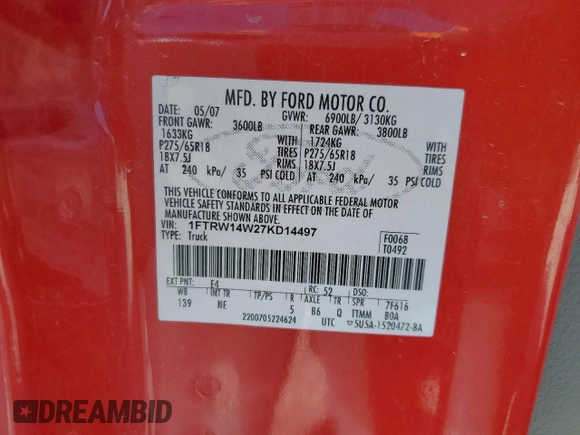 MFD. BY FORD MOTOR CO.
DATE: 05/07 GVWR: 6900LB/ 3130KG
FRONT GAWR: 3600LB REAR GAWR: 3800LB
1633KG WITH 1724KG WITH
P275/65R18 TIRES P275/65R18 TIRES
18X7.5J RIMS 18X7.5J RIMS
AT 240 kPa/ 35 PSI COLD AT 240 kPa/ 35 PSI COLD
THIS VEHICLE CONFORMS TO ALL APPLICABLE FEDERAL MOTOR
VEHICLE SAFETY STANDARDS IN EFFECT ON THE DATE OF
MANUFACTURE SHOWN ABOVE.
VIN: 1FTRW14W27KD14497 F0068
TYPE: Truck T0492
EXT PNT: E4 RC: 52 DSO:
WB INT TR TP/PS R AXLE TR SPR 7F616
139 NE 5 B6 Q TTMM BOA
2200705224624 UTC ▽5U5A-1520472-BA
DREAMBID